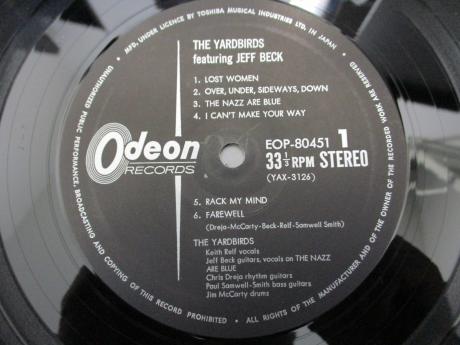 • MFD. UNDER LICENCE BY TOSHIBA MUSICAL INDUSTRIES LTD. IN JAPAN •
THE YARDBIRDS
featuring JEFF BECK
1. LOST WOMEN
2. OVER, UNDER, SIDEWAYS, DOWN
3. THE NAZZ ARE BLUE
4. I CAN'T MAKE YOUR WAY
Odeon
RECORDS
EOP-80451 1
33 1/3 RPM STEREO
(YAX-3126)
5. RACK MY MIND
6. FAREWELL
(Dreja-McCarty-Beck-Relf-Samwell Smith)
THE YARDBIRDS
Keith Relf vocals
Jeff Beck guitars, vocals on THE NAZZ
ARE BLUE
Chris Dreja rhythm guitars
Paul Samwell-Smith bass guitars
Jim McCarty drums
UNAUTHORIZED PUBLIC PERFORMANCE, BROADCASTING AND COPYING OF THIS RECORD PROHIBITED • ALL RIGHTS OF THE MANUFACTURER AND OF THE OWNER OF THE RECORDED WORK ARE RESERVED